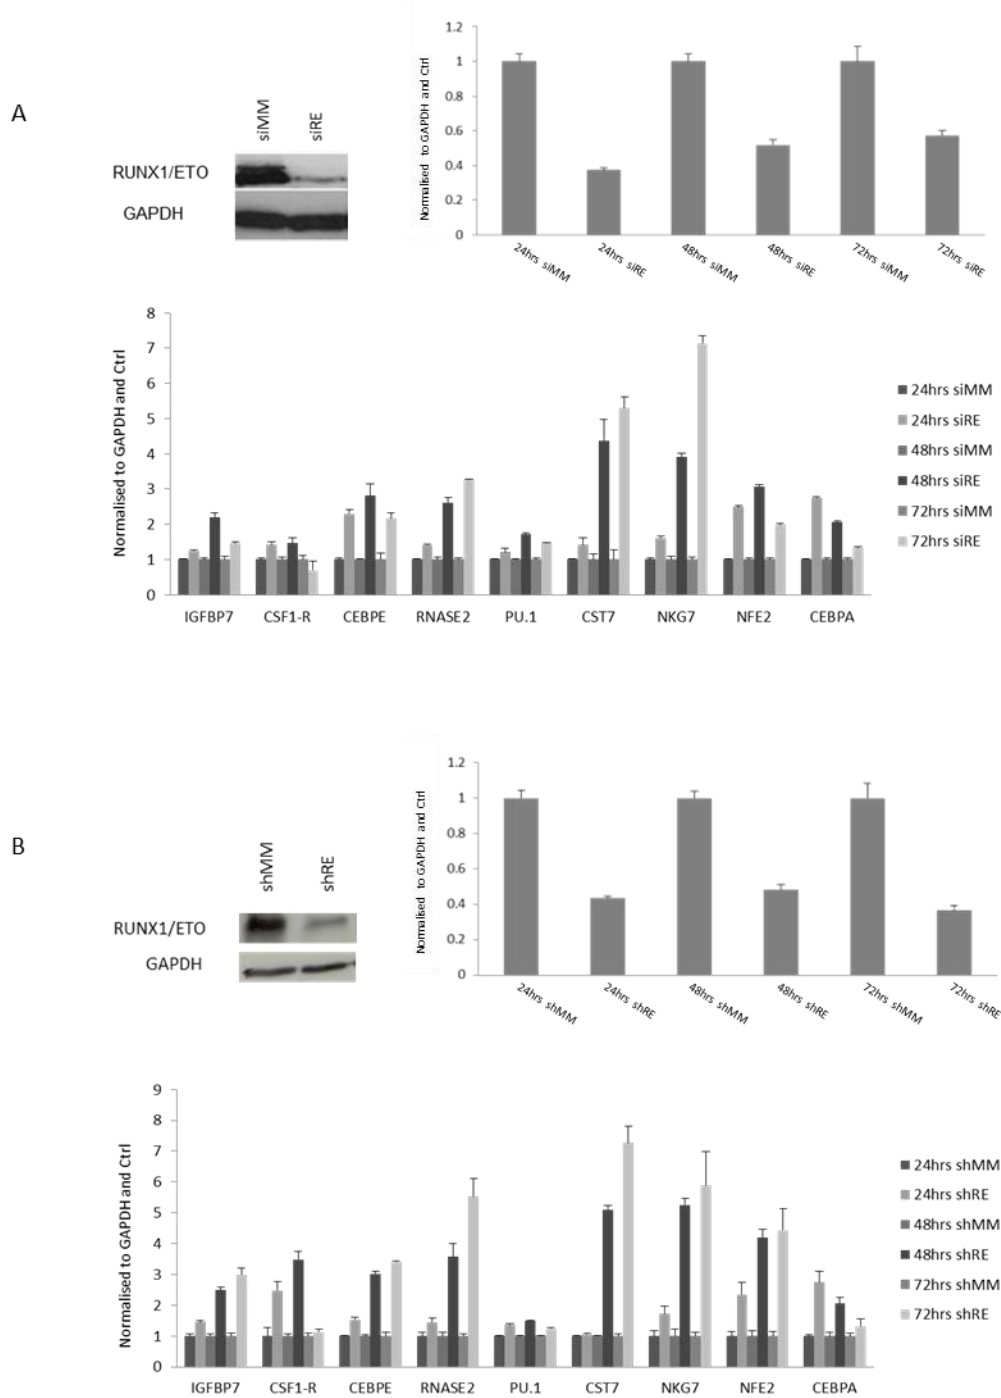 A
siMM siRE
RUNX1/ETO
GAPDH
Normalised to GAPDH and Ctrl
1.2
1
0.8
0.6
0.4
0.2
0
24hrs siMM 24hrs siRE 48hrs siMM 48hrs siRE 72hrs siMM 72hrs siRE
Normalised to GAPDH and Ctrl
8
7
6
5
4
3
2
1
0
IGFBP7 CSF1-R CEBPE RNASE2 PU.1 CST7 NKG7 NFE2 CEBPA
24hrs siMM
24hrs siRE
48hrs siMM
48hrs siRE
72hrs siMM
72hrs siRE
B
shMM shRE
RUNX1/ETO
GAPDH
Normalised to GAPDH and Ctrl
1.2
1
0.8
0.6
0.4
0.2
0
24hrs shMM 24hrs shRE 48hrs shMM 48hrs shRE 72hrs shMM 72hrs shRE
Normalised to GAPDH and Ctrl
9
8
7
6
5
4
3
2
1
0
IGFBP7 CSF1-R CEBPE RNASE2 PU.1 CST7 NKG7 NFE2 CEBPA
24hrs shMM
24hrs shRE
48hrs shMM
48hrs shRE
72hrs shMM
72hrs shRE